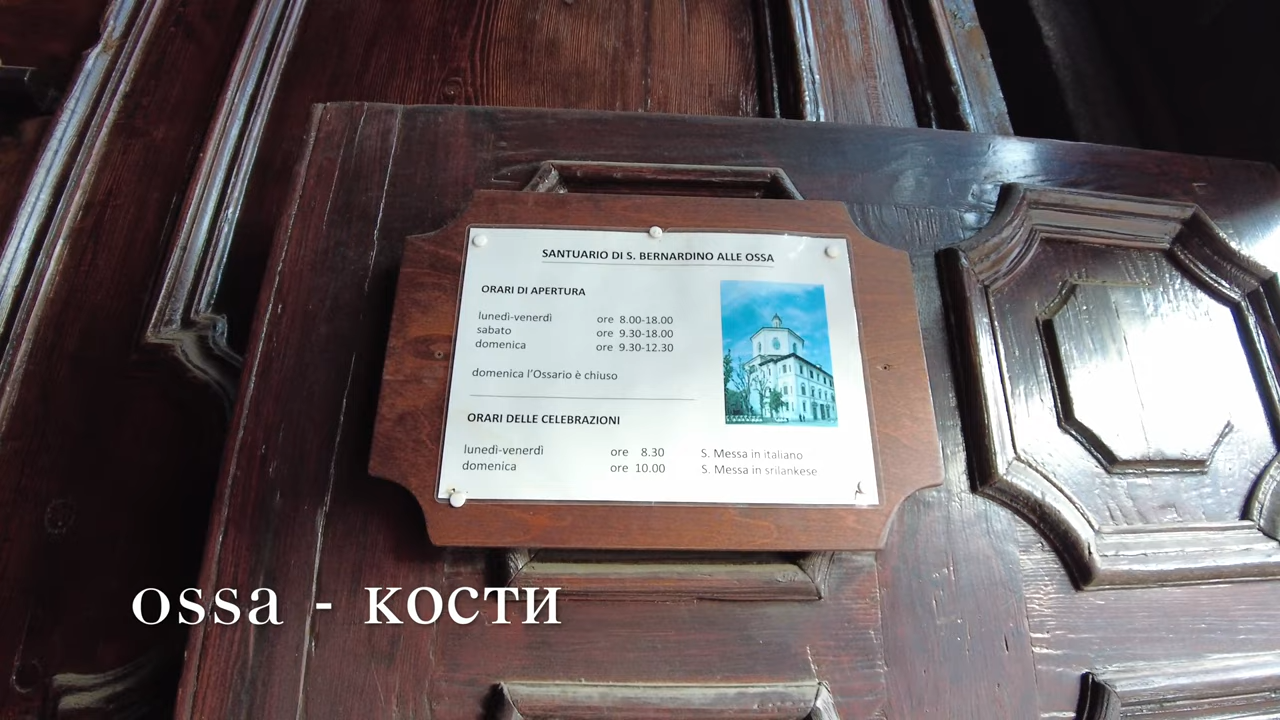 SANTUARIO DI S. BERNARDINO ALLE OSSA
ORARI DI APERTURA
lunedì-venerdì ore 8.00-18.00
sabato ore 9.30-18.00
domenica ore 9.30-12.30
domenica l'Ossario è chiuso
ORARI DELLE CELEBRAZIONI
lunedì-venerdì ore 8.30 S. Messa in italiano
domenica ore 10.00 S. Messa in srilankese
ossa - кости